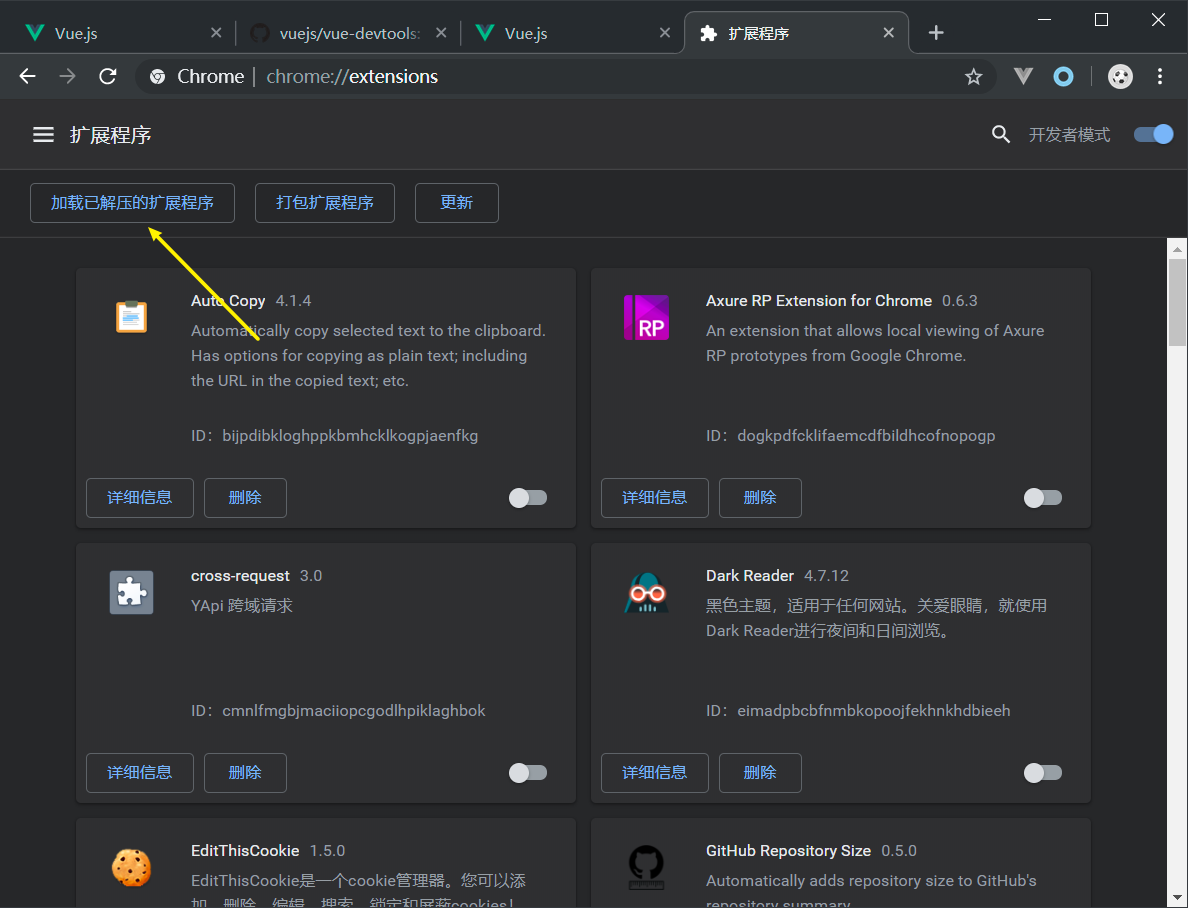 Vue.js
vuejs/vue-devtools:
Vue.js
扩展程序
Chrome | chrome://extensions
扩展程序
开发者模式
加载已解压的扩展程序
打包扩展程序
更新
Auto Copy 4.1.4
Automatically copy selected text to the clipboard.
Has options for copying as plain text; including
the URL in the copied text; etc.
ID：bijpdibkloghppkbmhcklkogpjaenfkg
详细信息
删除
RP
Axure RP Extension for Chrome 0.6.3
An extension that allows local viewing of Axure
RP prototypes from Google Chrome.
ID：dogkpdfcklifaemcdfbildhcofnopogp
详细信息
删除
cross-request 3.0
YApi 跨域请求
ID：cmnlfmgbjmaciiopcgodlhpiklaghbok
详细信息
删除
Dark Reader 4.7.12
黑色主题，适用于任何网站。关爱眼睛，就使用
Dark Reader进行夜间和日间浏览。
ID：eimadpbcbfnmbkopoojfekhnkhdbieeh
详细信息
删除
EditThisCookie 1.5.0
EditThisCookie是一个cookie管理器。您可以添
加，删除，编辑，搜索，锁定和屏蔽cookies！
GitHub Repository Size 0.5.0
Automatically adds repository size to GitHub's
repository summary